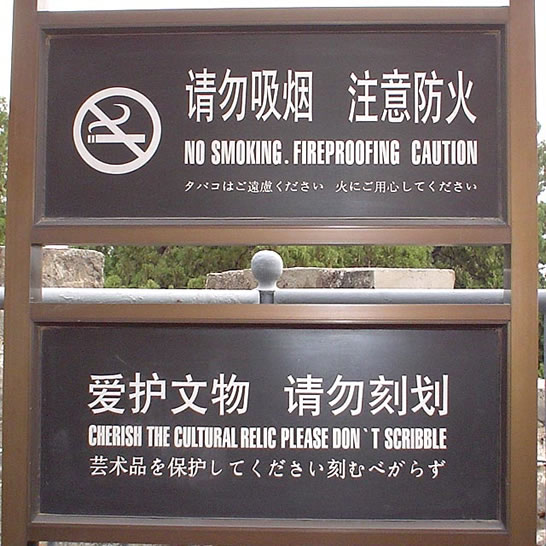 请勿吸烟 注意防火
NO SMOKING. FIREPROOFING CAUTION
タバコはご遠慮ください 火にご用心してください
爱护文物 请勿刻划
CHERISH THE CULTURAL RELIC PLEASE DON`T SCRIBBLE
芸术品を保护してください刻むべがらず